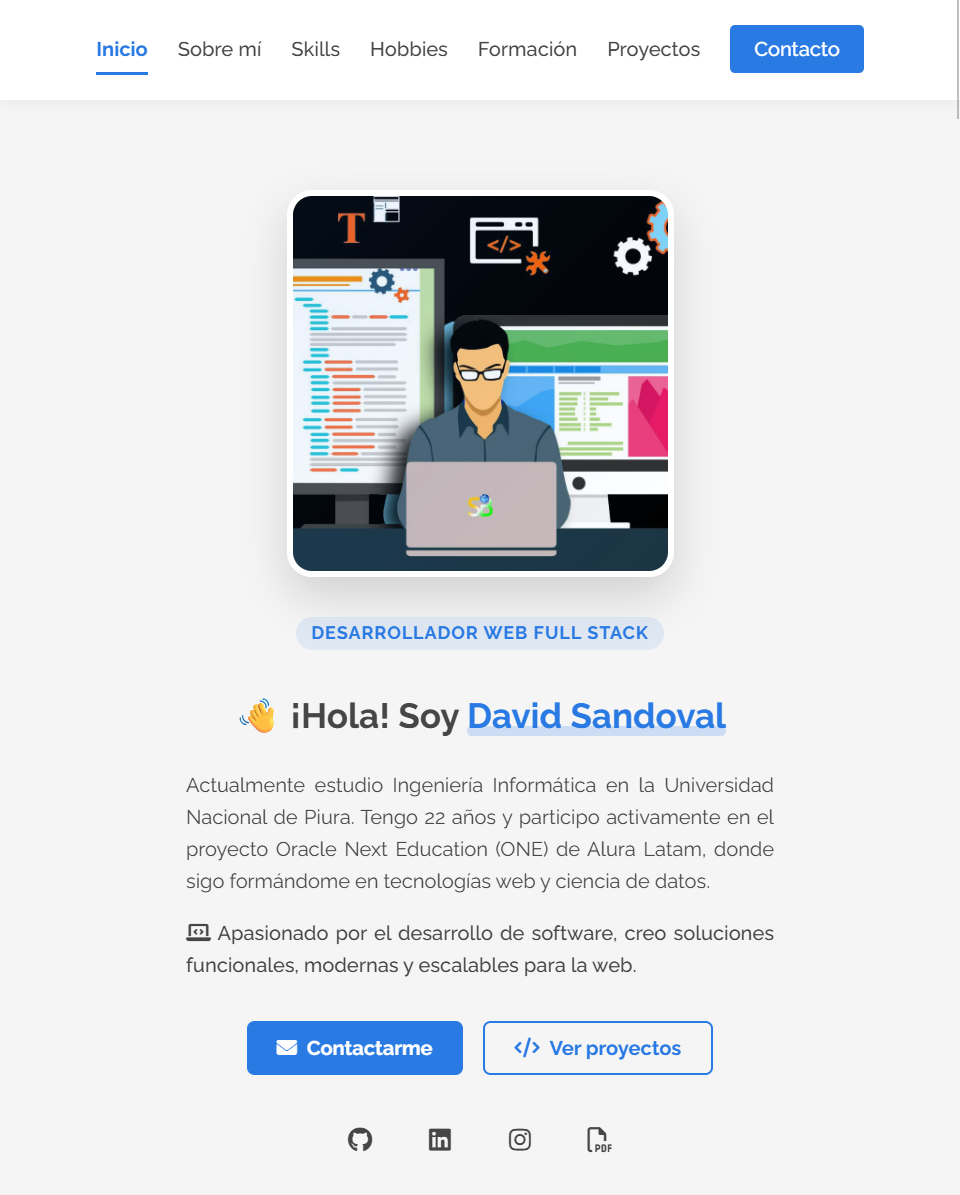 Inicio Sobre mí Skills Hobbies Formación Proyectos Contacto
T
</>
SB
DESARROLLADOR WEB FULL STACK
👋 ¡Hola! Soy David Sandoval
Actualmente estudio Ingeniería Informática en la Universidad
Nacional de Piura. Tengo 22 años y participo activamente en el
proyecto Oracle Next Education (ONE) de Alura Latam, donde
sigo formándome en tecnologías web y ciencia de datos.
Apasionado por el desarrollo de software, creo soluciones
funcionales, modernas y escalables para la web.
Contactarme </> Ver proyectos
in PDF